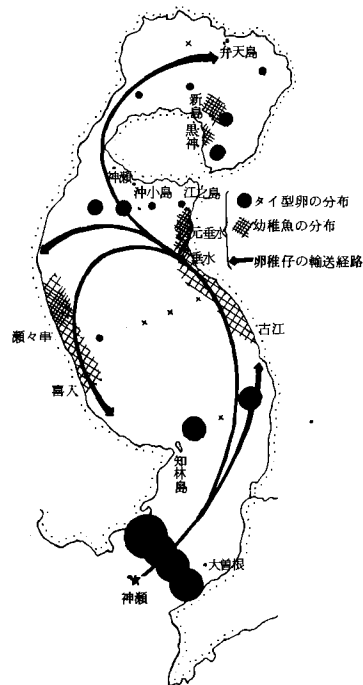 弁天島
新島
黒神
神瀬
沖小島
江之島
タイ型卵の分布
幼稚魚の分布
卵稚仔の輸送経路
元垂水
垂水
古江
瀬々串
喜入
知林島
大曽根
神瀬